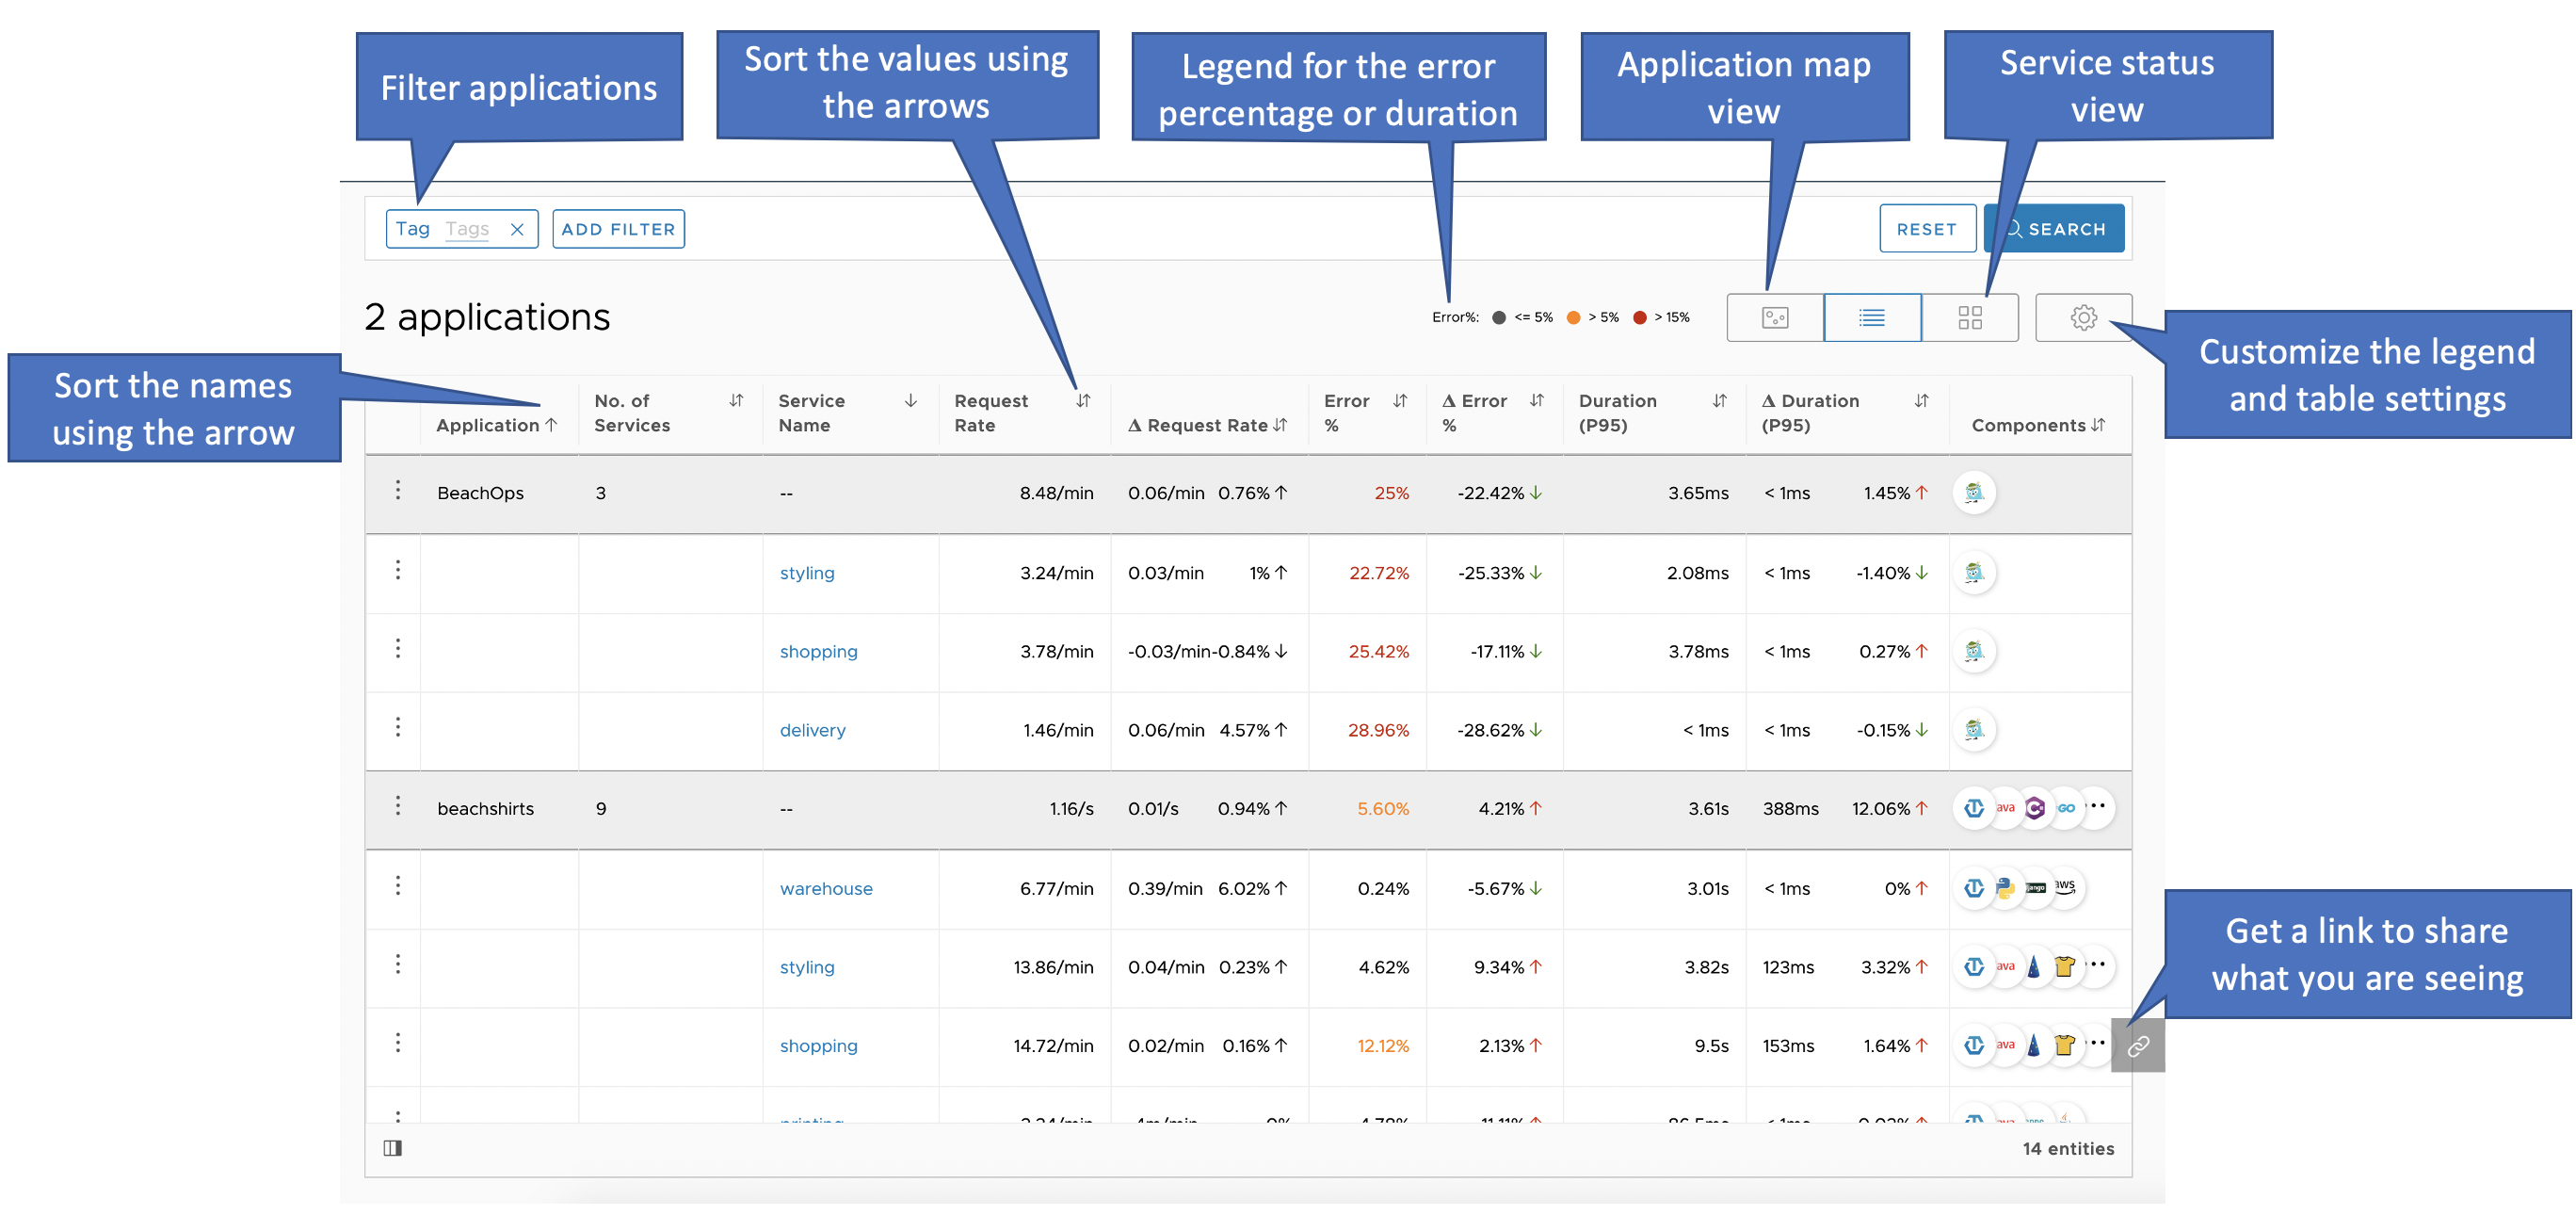 Filter applications
Sort the values using
the arrows
Legend for the error
percentage or duration
Application map
view
Service status
view
Tag Tags ADD FILTER RESET SEARCH
2 applications
Error%: <= 5% > 5% > 15%
Customize the legend
and table settings
Sort the names
using the arrow
Application No. of Services Service Name Request Rate Δ Request Rate Error % Δ Error % Duration (P95) Δ Duration (P95) Components
BeachOps 3 -- 8.48/min 0.06/min 0.76% ↑ 25% -22.42% ↓ 3.65ms < 1ms 1.45% ↑
styling 3.24/min 0.03/min 1% ↑ 22.72% -25.33% ↓ 2.08ms < 1ms -1.40% ↓
shopping 3.78/min -0.03/min -0.84% ↓ 25.42% -17.11% ↓ 3.78ms < 1ms 0.27% ↑
delivery 1.46/min 0.06/min 4.57% ↑ 28.96% -28.62% ↓ < 1ms < 1ms -0.15% ↓
beachshirts 9 -- 1.16/s 0.01/s 0.94% ↑ 5.60% 4.21% ↑ 3.61s 388ms 12.06% ↑ ava GO
warehouse 6.77/min 0.39/min 6.02% ↑ 0.24% -5.67% ↓ 3.01s < 1ms 0% ↑ aws
styling 13.86/min 0.04/min 0.23% ↑ 4.62% 9.34% ↑ 3.82s 123ms 3.32% ↑ ava
shopping 14.72/min 0.02/min 0.16% ↑ 12.12% 2.13% ↑ 9.5s 153ms 1.64% ↑ ava
Get a link to share
what you are seeing
14 entities